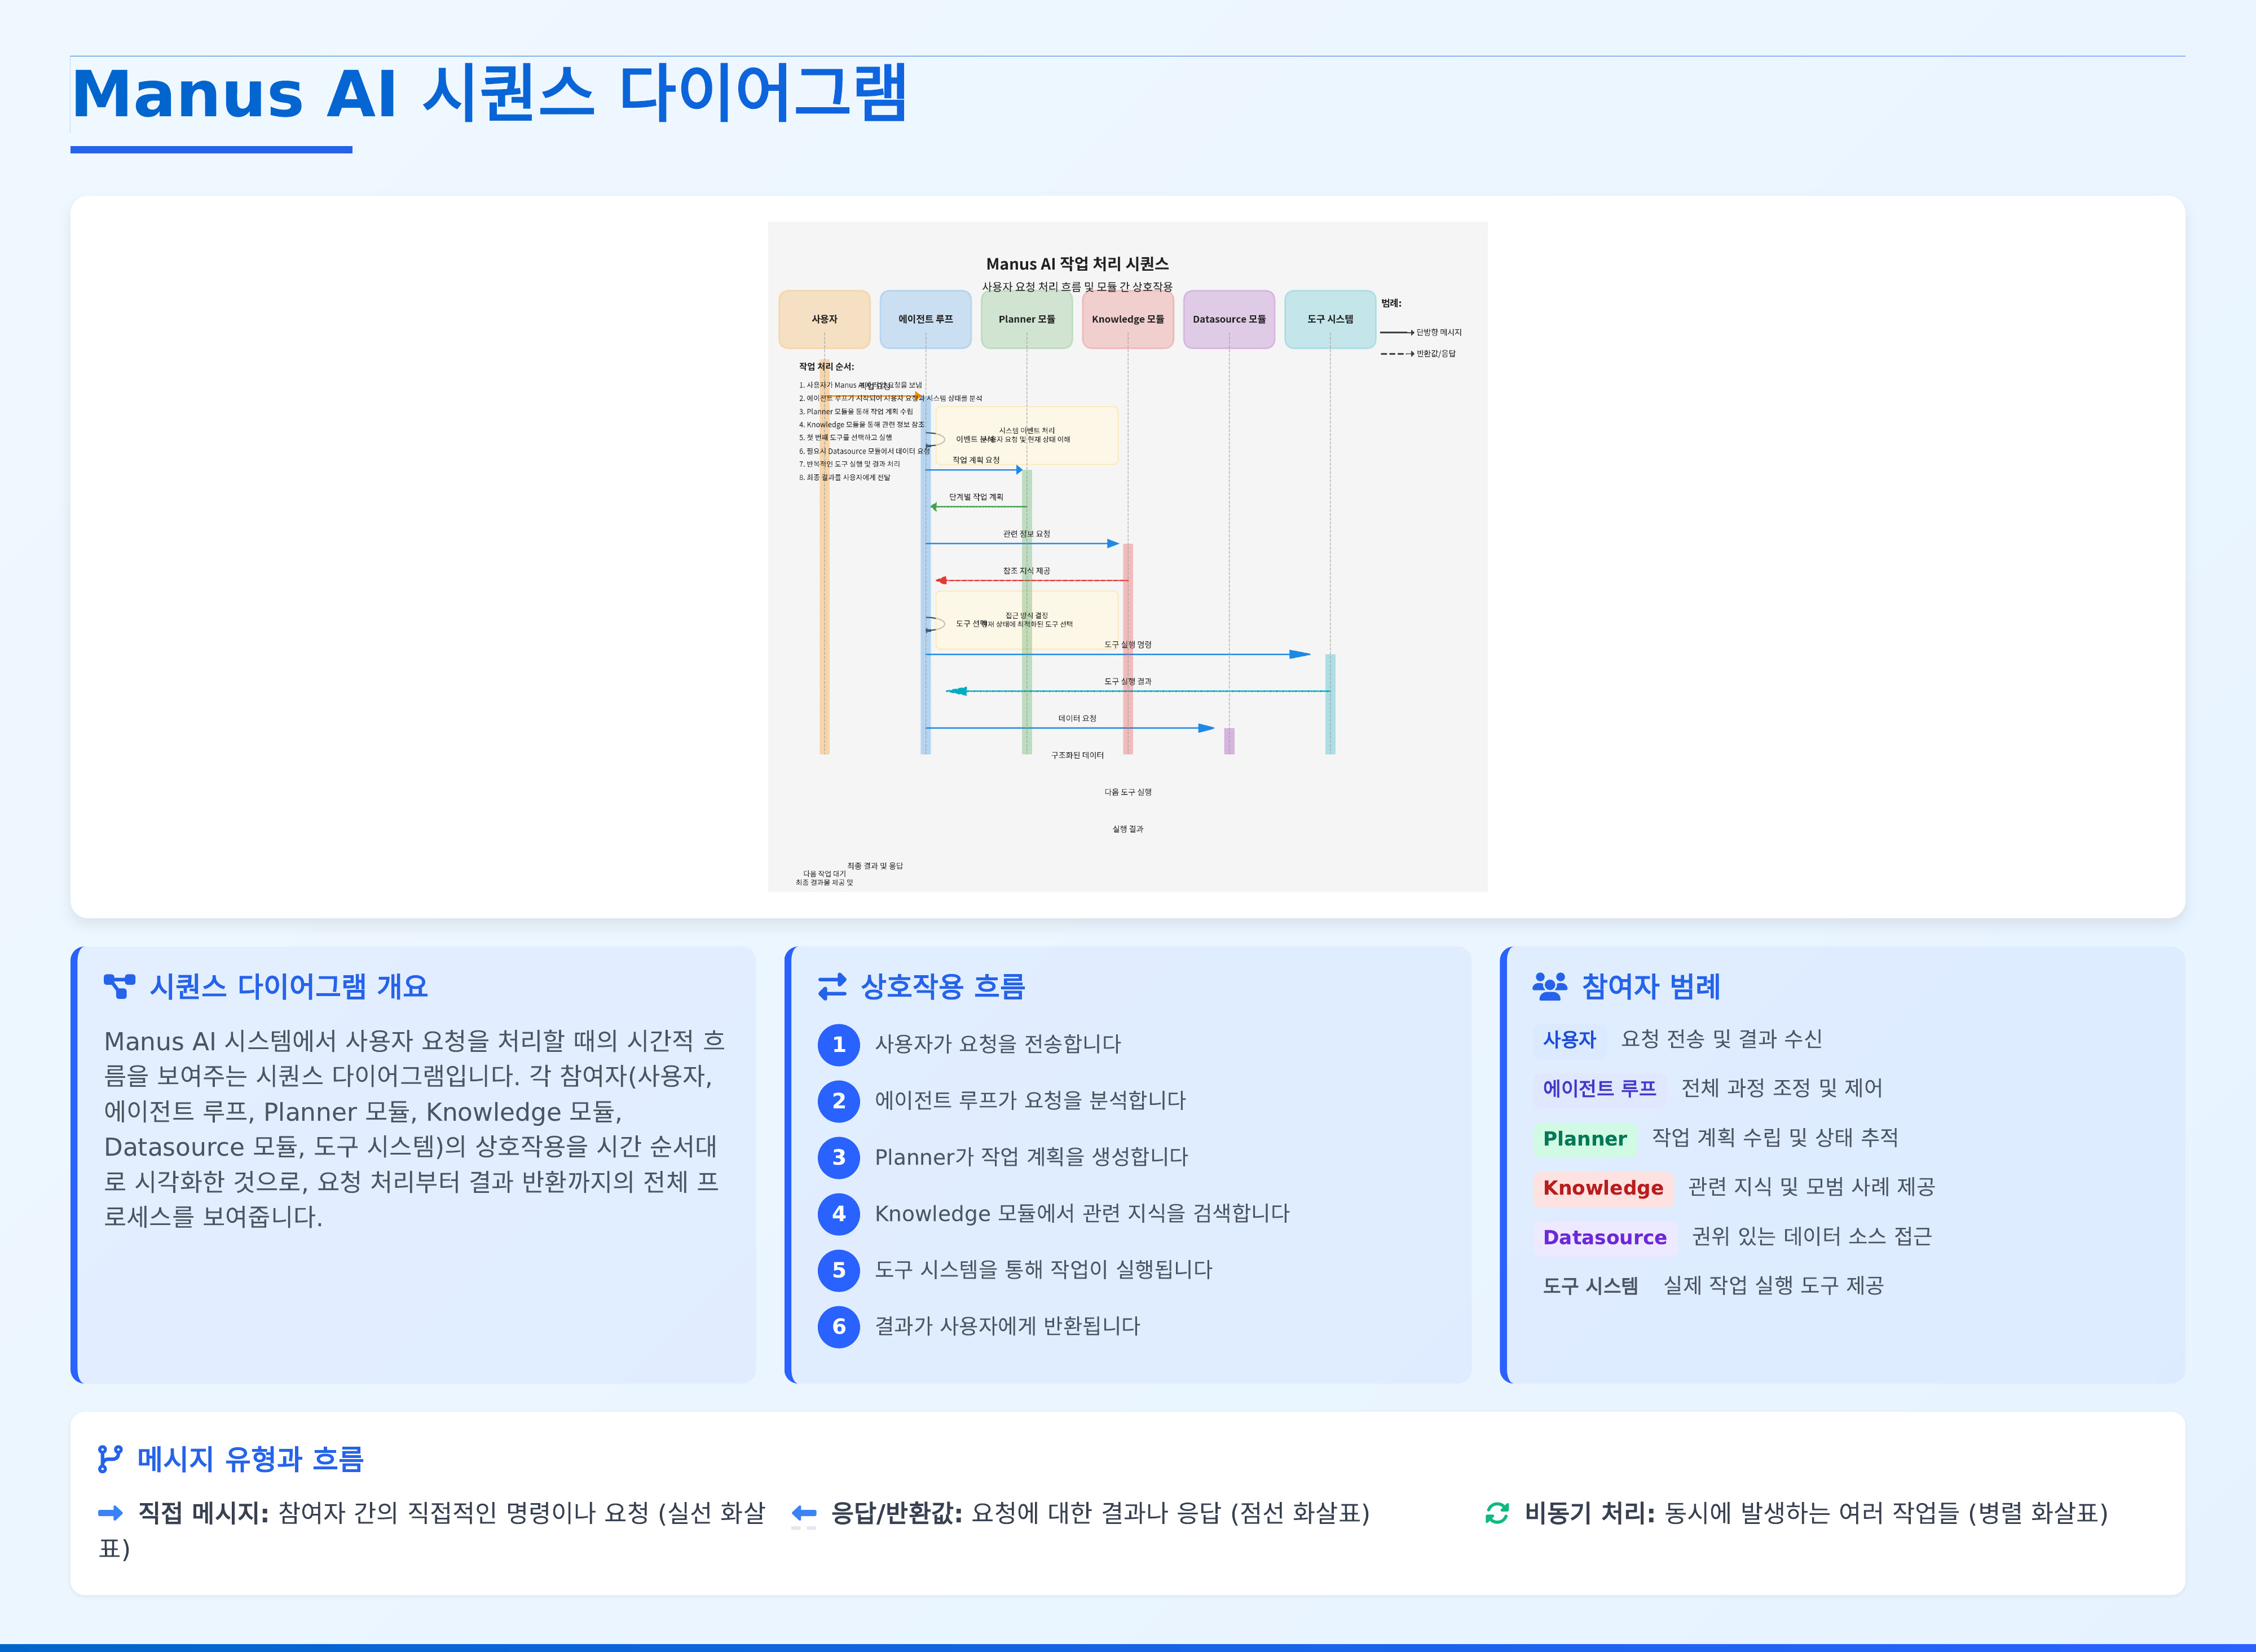 Manus AI 시퀀스 다이어그램
Manus AI 작업 처리 시퀀스
사용자 요청 처리 흐름 및 모듈 간 상호작용
사용자
에이전트 루프
Planner 모듈
Knowledge 모듈
Datasource 모듈
도구 시스템
범례:
단방향 메시지
반환값/응답
작업 처리 순서:
1. 사용자가 Manus 요청을 보냄
작업 요청
2. 에이전트 루프가 시작되어 사용자 요청과 시스템 상태를 분석
3. Planner 모듈을 통해 작업 계획 수립
4. Knowledge 모듈을 통해 관련 정보 참조
5. 첫 번째 도구를 선택하고 실행
6. 필요시 Datasource 모듈에서 데이터 요청
7. 반복적인 도구 실행 및 결과 처리
8. 최종 결과를 사용자에게 전달
시스템 이벤트 처리
이벤트 분석
사용자 요청 및 현재 상태 이해
작업 계획 요청
단계별 작업 계획
관련 정보 요청
참조 지식 제공
접근 방식 결정
도구 선택
현재 상태에 최적화된 도구 선택
도구 실행 명령
도구 실행 결과
데이터 요청
구조화된 데이터
다음 도구 실행
실행 결과
최종 결과 및 응답
다음 작업 대기
최종 결과물 제공 및
시퀀스 다이어그램 개요
Manus AI 시스템에서 사용자 요청을 처리할 때의 시간적 흐
름을 보여주는 시퀀스 다이어그램입니다. 각 참여자(사용자,
에이전트 루프, Planner 모듈, Knowledge 모듈,
Datasource 모듈, 도구 시스템)의 상호작용을 시간 순서대
로 시각화한 것으로, 요청 처리부터 결과 반환까지의 전체 프
로세스를 보여줍니다.
상호작용 흐름
1 사용자가 요청을 전송합니다
2 에이전트 루프가 요청을 분석합니다
3 Planner가 작업 계획을 생성합니다
4 Knowledge 모듈에서 관련 지식을 검색합니다
5 도구 시스템을 통해 작업이 실행됩니다
6 결과가 사용자에게 반환됩니다
참여자 범례
사용자 요청 전송 및 결과 수신
에이전트 루프 전체 과정 조정 및 제어
Planner 작업 계획 수립 및 상태 추적
Knowledge 관련 지식 및 모범 사례 제공
Datasource 권위 있는 데이터 소스 접근
도구 시스템 실제 작업 실행 도구 제공
메시지 유형과 흐름
직접 메시지: 참여자 간의 직접적인 명령이나 요청 (실선 화살
표)
응답/반환값: 요청에 대한 결과나 응답 (점선 화살표)
비동기 처리: 동시에 발생하는 여러 작업들 (병렬 화살표)